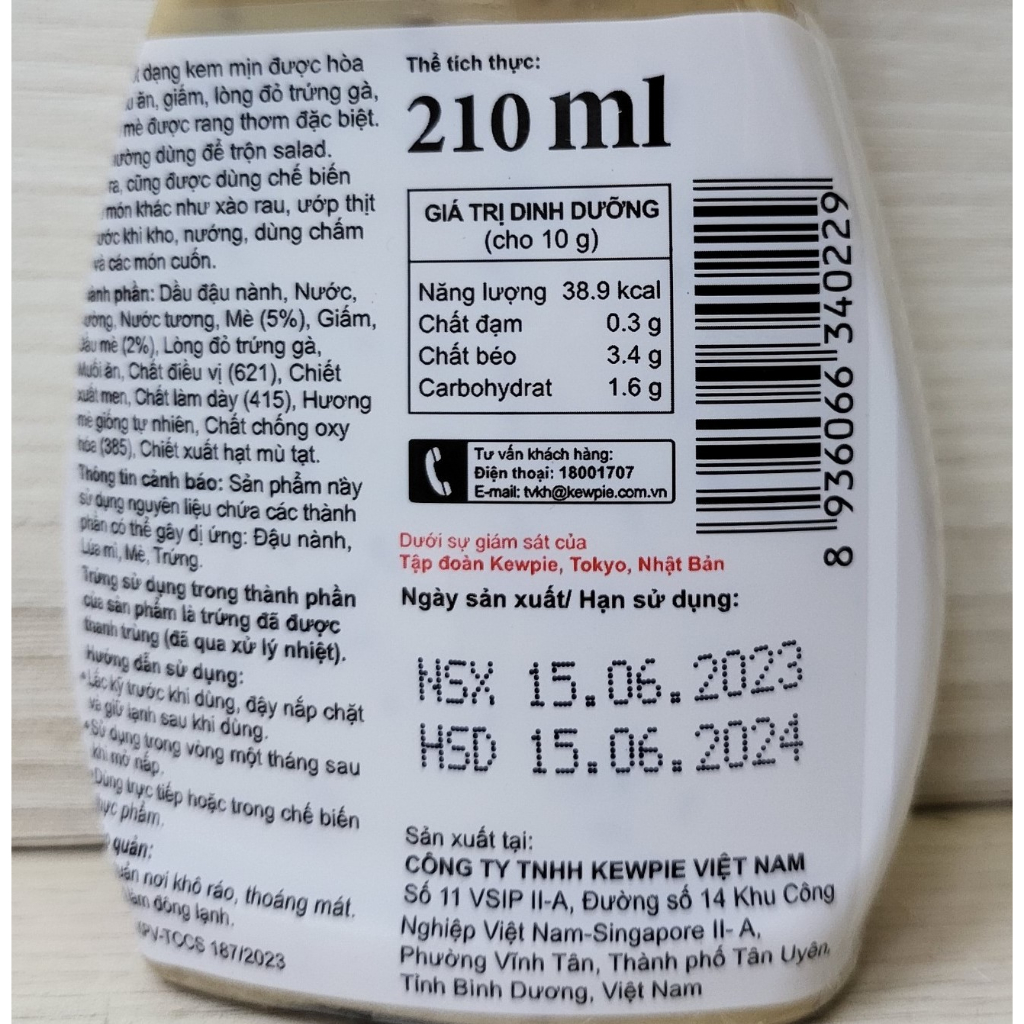 dạng kem mịn được hòa
ăn, giấm, lòng đỏ trứng gà,
mè được rang thơm đặc biệt.
dùng để trộn salad.
cũng được dùng chế biến
món khác như xào rau, ướp thịt
khi kho, nướng, dùng chấm
và các món cuốn.
phần: Dầu đậu nành, Nước,
Nước tương, Mè (5%), Giấm,
mè (2%), Lòng đỏ trứng gà,
Muối ăn, Chất điều vị (621), Chiết
xuất men, Chất làm dày (415), Hương
mè giống tự nhiên, Chất chống oxy
hóa (385), Chiết xuất hạt mù tạt.
Thông tin cảnh báo: Sản phẩm này
sử dụng nguyên liệu chứa các thành
phần có thể gây dị ứng: Đậu nành,
Lúa mì, Mè, Trứng.
Trứng sử dụng trong thành phần
của sản phẩm là trứng đã được
thanh trùng (đã qua xử lý nhiệt).
Hướng dẫn sử dụng:
*Lắc kỹ trước khi dùng, đậy nắp chặt
và giữ lạnh sau khi dùng.
*Sử dụng trong vòng một tháng sau
khi mở nắp.
*Dùng trực tiếp hoặc trong chế biến
thực phẩm.
quản:
nơi khô ráo, thoáng mát.
đông lạnh.
TCCS 187/2023
Thể tích thực:
210 ml
GIÁ TRỊ DINH DƯỠNG
(cho 10 g)
Năng lượng 38.9 kcal
Chất đạm 0.3 g
Chất béo 3.4 g
Carbohydrat 1.6 g
Tư vấn khách hàng:
Điện thoại: 18001707
E-mail: tvkh@kewpie.com.vn
8 936066 340229
Dưới sự giám sát của
Tập đoàn Kewpie, Tokyo, Nhật Bản
Ngày sản xuất/ Hạn sử dụng:
NSX 15.06.2023
HSD 15.06.2024
Sản xuất tại:
CÔNG TY TNHH KEWPIE VIỆT NAM
Số 11 VSIP II-A, Đường số 14 Khu Công
Nghiệp Việt Nam-Singapore II- A,
Phường Vĩnh Tân, Thành phố Tân Uyên,
Tỉnh Bình Dương, Việt Nam